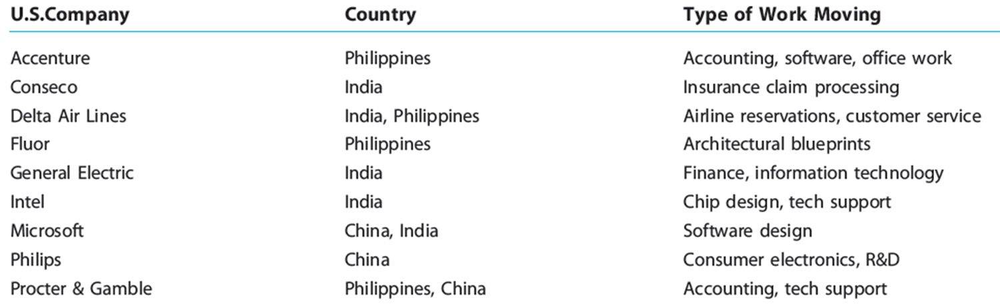 U.S.Company Country Type of Work Moving
Accenture Philippines Accounting, software, office work
Conseco India Insurance claim processing
Delta Air Lines India, Philippines Airline reservations, customer service
Fluor Philippines Architectural blueprints
General Electric India Finance, information technology
Intel India Chip design, tech support
Microsoft China, India Software design
Philips China Consumer electronics, R&D
Procter & Gamble Philippines, China Accounting, tech support